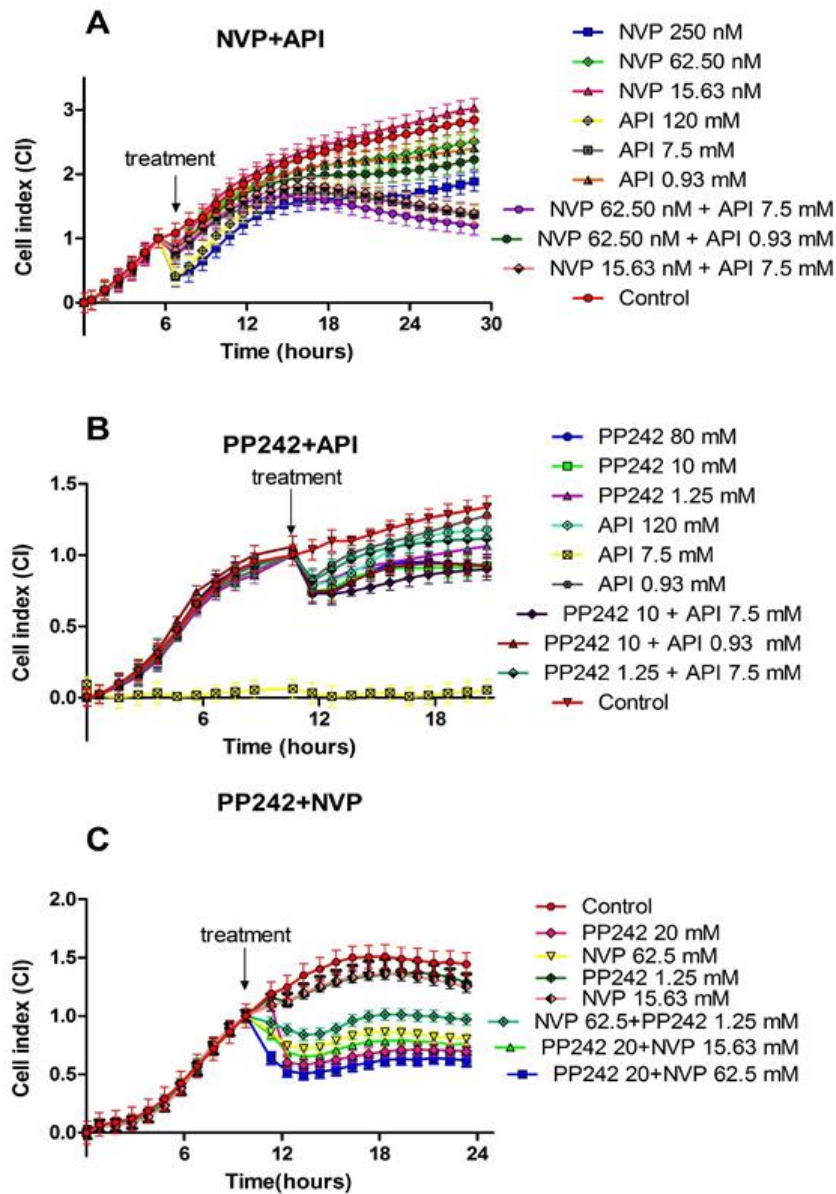 A
NVP+API
3
2
1
0
Cell index (CI)
treatment
6
12
18
24
30
Time (hours)
NVP 250 nM
NVP 62.50 nM
NVP 15.63 nM
API 120 mM
API 7.5 mM
API 0.93 mM
NVP 62.50 nM + API 7.5 mM
NVP 62.50 nM + API 0.93 mM
NVP 15.63 nM + API 7.5 mM
Control
B
PP242+API
treatment
1.5
1.0
0.5
0.0
Cell index (CI)
6
12
18
Time (hours)
PP242 80 mM
PP242 10 mM
PP242 1.25 mM
API 120 mM
API 7.5 mM
API 0.93 mM
PP242 10 + API 7.5 mM
PP242 10 + API 0.93 mM
PP242 1.25 + API 7.5 mM
Control
PP242+NVP
C
2.0
1.5
1.0
0.5
0.0
Cell index (CI)
treatment
6
12
18
24
Time(hours)
Control
PP242 20 mM
NVP 62.5 mM
PP242 1.25 mM
NVP 15.63 mM
NVP 62.5+PP242 1.25 mM
PP242 20+NVP 15.63 mM
PP242 20+NVP 62.5 mM